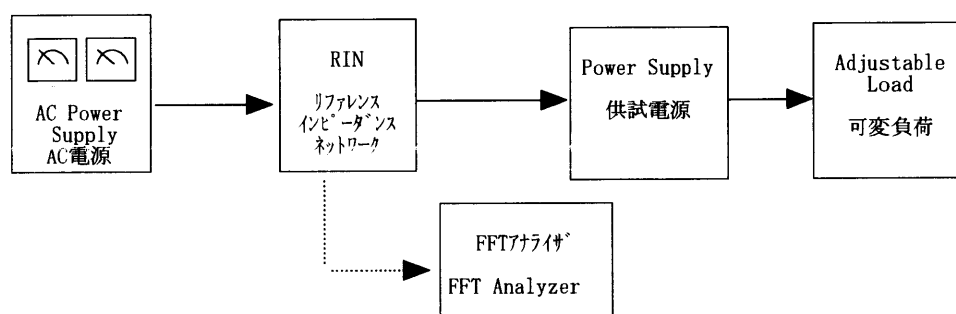 AC Power
Supply
AC電源
RIN
リファレンス
インピーダンス
ネットワーク
Power Supply
供試電源
Adjustable
Load
可変負荷
FFTアナライザ
FFT Analyzer